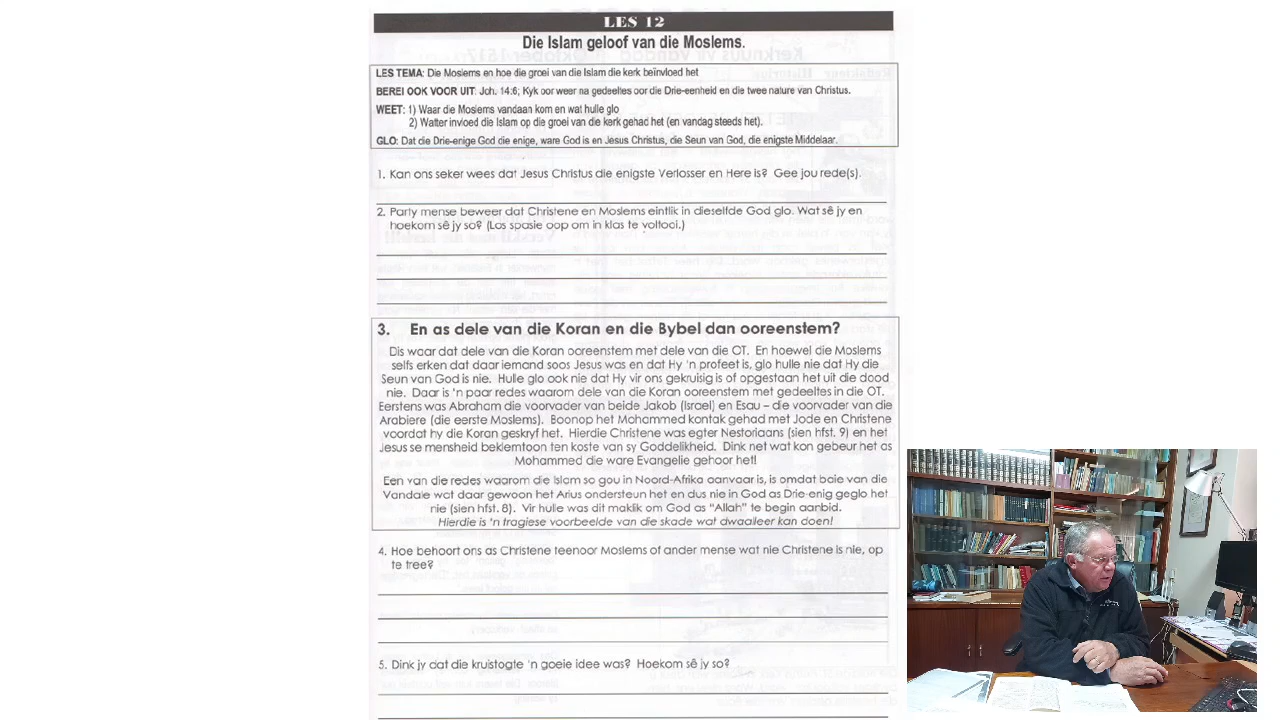 LES 12
Die Islam geloof van die Moslems.
LES TEMA: Die Moslems en hoe die groei van die Islam die kerk beïnvloed het
BEREI OOK VOOR UIT: Joh. 14:6; Kyk oor weer na gedeeltes oor die Drie-eenheid en die twee nature van Christus.
WEET: 1) Waar die Moslems vandaan kom en wat hulle glo
2) Watter invloed die Islam op die groei van die kerk gehad het (en vandag steeds het).
GLO: Dat die Drie-enige God die enige, ware God is en Jesus Christus, die Seun van God, die enigste Middelaar.
1. Kan ons seker wees dat Jesus Christus die enigste Verlosser en Here is? Gee jou rede(s).
2. Party mense beweer dat Christene en Moslems eintlik in dieselfde God glo. Wat sê jy en
hoekom sê jy so? (Los spasie oop om in klas te voltooi.)
3. En as dele van die Koran en die Bybel dan ooreenstem?
Dis waar dat dele van die Koran ooreenstem met dele van die OT. En hoewel die Moslems
selfs erken dat daar iemand soos Jesus was en dat Hy 'n profeet is, glo hulle nie dat Hy die
Seun van God is nie. Hulle glo ook nie dat Hy vir ons gekruisig is of opgestaan het uit die dood
nie. Daar is 'n paar redes waarom dele van die Koran ooreenstem met gedeeltes in die OT.
Eerstens was Abraham die voorvader van beide Jakob (Israel) en Esau – die voorvader van die
Arabiere (die eerste Moslems). Boonop het Mohammed kontak gehad met Jode en Christene
voordat hy die Koran geskryf het. Hierdie Christene was egter Nestoriaans (sien hfst. 9) en het
Jesus se mensheid beklemtoon ten koste van sy Goddelikheid. Dink net wat kon gebeur het as
Mohammed die ware Evangelie gehoor het!
Een van die redes waarom die Islam so gou in Noord-Afrika aanvaar is, is omdat baie van die
Vandale wat daar gewoon het Arius ondersteun het en dus nie in God as Drie-enig geglo het
nie (sien hfst. 8). Vir hulle was dit maklik om God as "Allah" te begin aanbid.
Hierdie is 'n tragiese voorbeelde van die skade wat dwaalleer kan doen!
4. Hoe behoort ons as Christene teenoor Moslems of ander mense wat nie Christene is nie, op
te tree?
5. Dink jy dat die kruistogte 'n goeie idee was? Hoekom sê jy so?